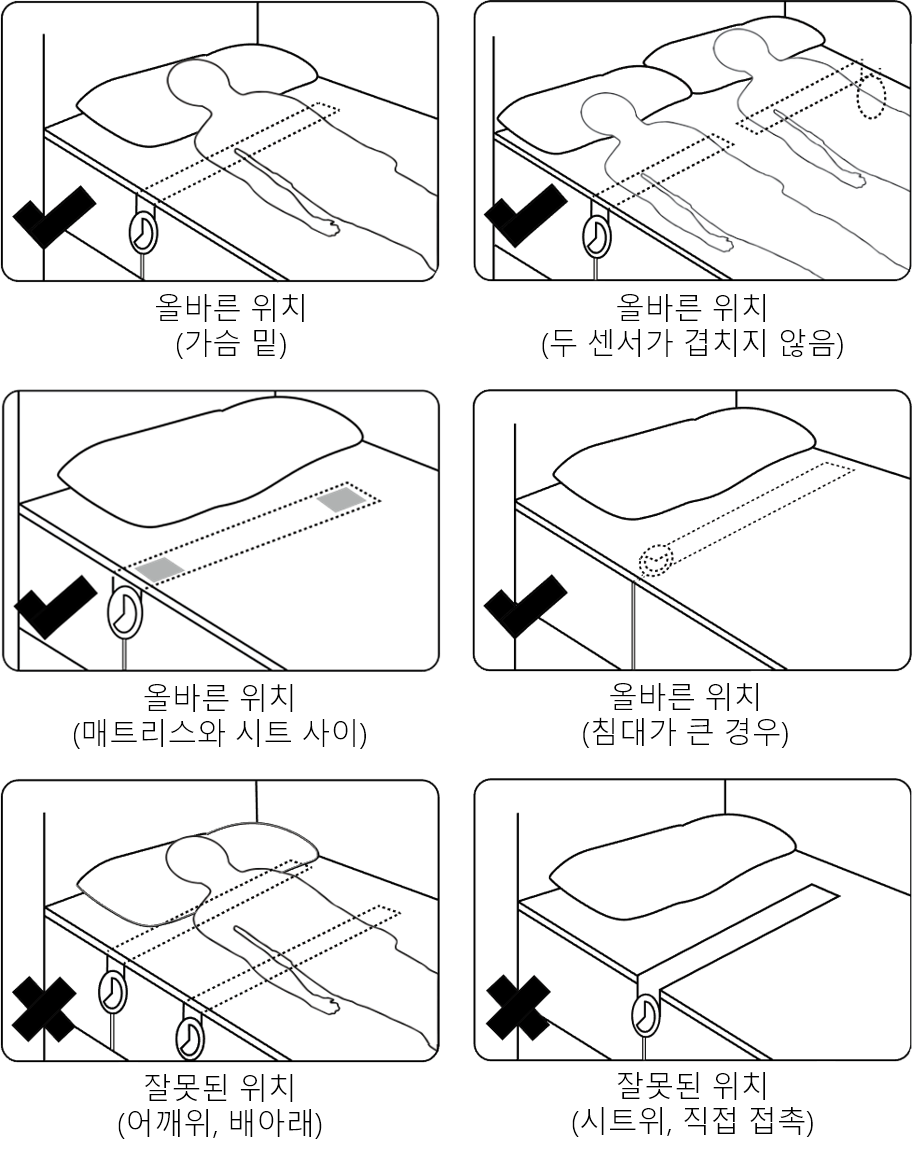 올바른 위치
(가슴 밑)
올바른 위치
(두 센서가 겹치지 않음)
올바른 위치
(매트리스와 시트 사이)
올바른 위치
(침대가 큰 경우)
잘못된 위치
(어깨위, 배아래)
잘못된 위치
(시트위, 직접 접촉)